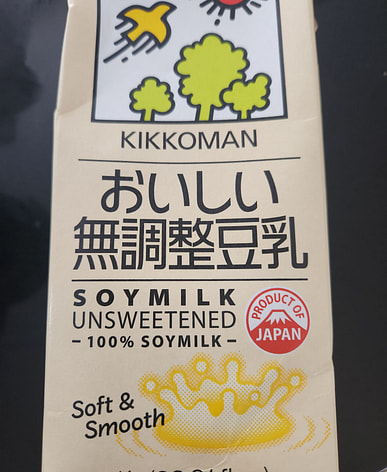 KIKKOMAN
おいしい
無調整豆乳
SOYMILK
UNSWEETENED
- 100% SOYMILK -
PRODUCT OF
JAPAN
Soft &
Smooth